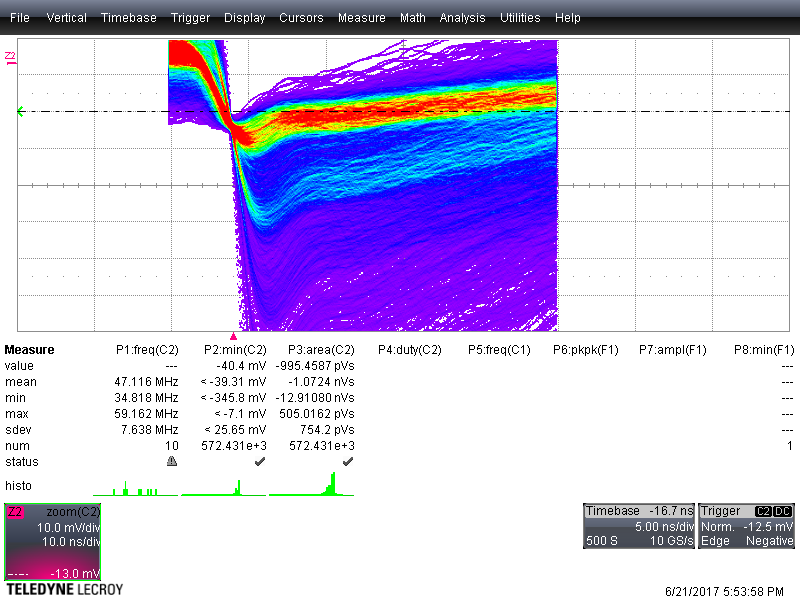 File Vertical Timebase Trigger Display Cursors Measure Math Analysis Utilities Help
Z2
Measure P1:freq(C2) P2:min(C2) P3:area(C2) P4:duty(C2) P5:freq(C1) P6:pkpk(F1) P7:ampl(F1) P8:min(F1)
value --- -40.4 mV -995.4587 pVs ---
mean 47.116 MHz < -39.31 mV -1.0724 nVs ---
min 34.818 MHz < -345.8 mV -12.91080 nVs ---
max 59.162 MHz < -7.1 mV 505.0162 pVs ---
sdev 7.638 MHz < 25.65 mV 754.2 pVs ---
num 10 572.431e+3 572.431e+3 1
status
histo
Z2 zoom(C2)
10.0 mV/div
10.0 ns/div
-13.0 mV
Timebase -16.7 ns
5.00 ns/div
500 S 10 GS/s
Trigger C2 DC
Norm. -12.5 mV
Edge Negative
TELEDYNE LECROY
6/21/2017 5:53:58 PM